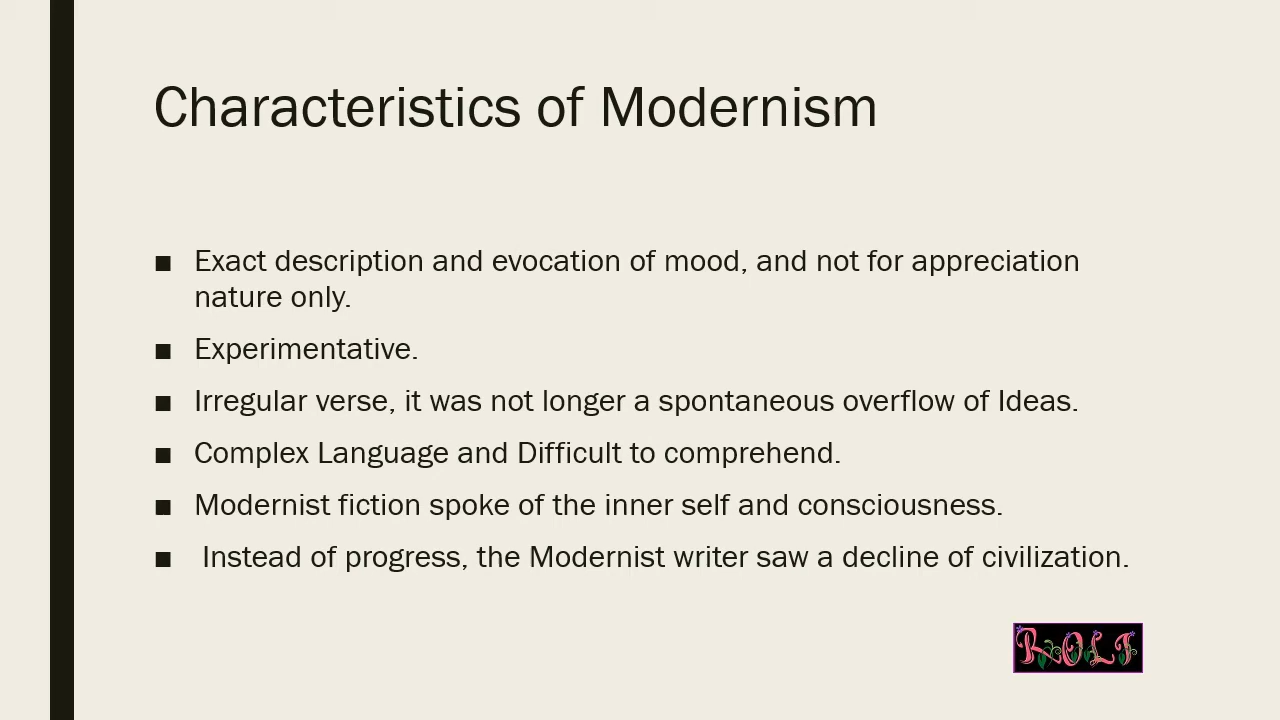 Characteristics of Modernism
■ Exact description and evocation of mood, and not for appreciation
nature only.
■ Experimentative.
■ Irregular verse, it was not longer a spontaneous overflow of Ideas.
■ Complex Language and Difficult to comprehend.
■ Modernist fiction spoke of the inner self and consciousness.
■ Instead of progress, the Modernist writer saw a decline of civilization.